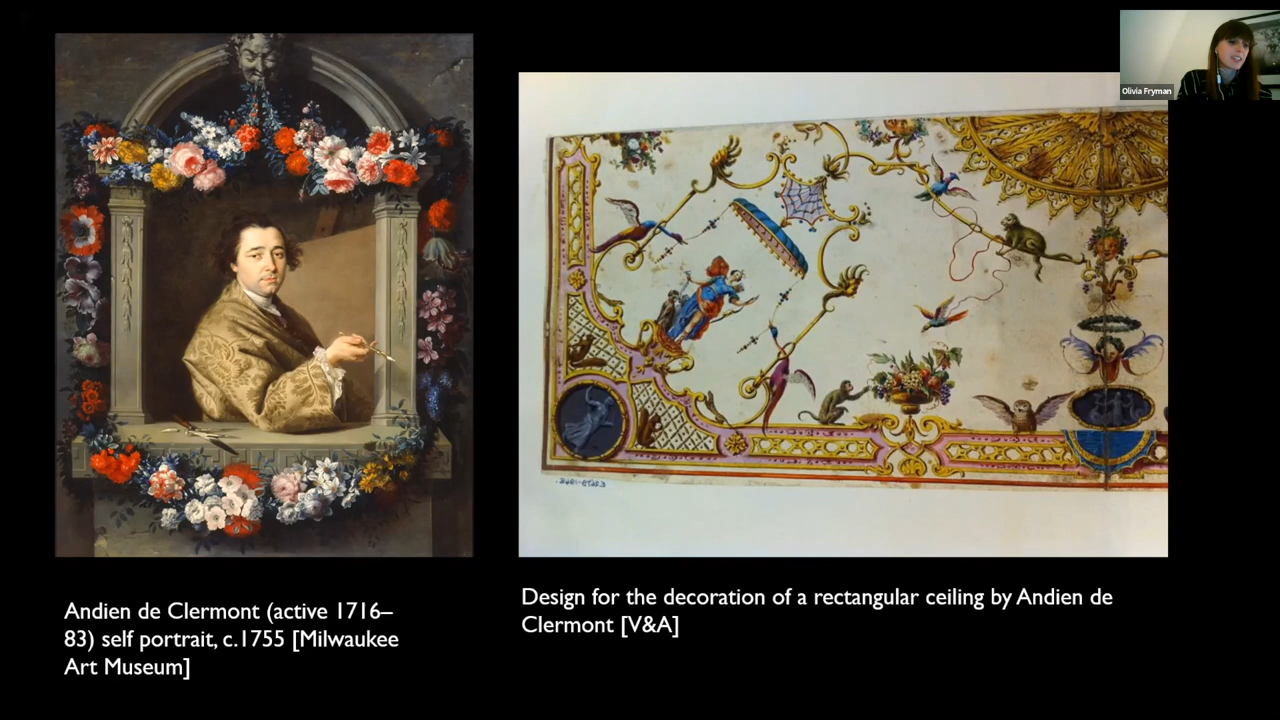 Olivia Fryman
Andien de Clermont (active 1716–
83) self portrait, c.1755 [Milwaukee
Art Museum]
Design for the decoration of a rectangular ceiling by Andien de
Clermont [V&A]